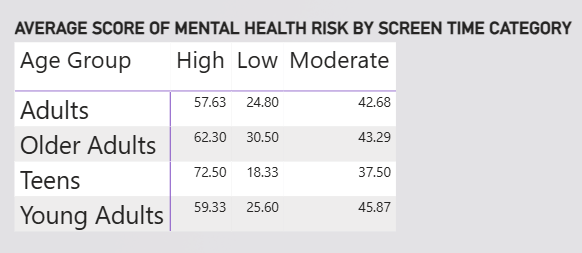 AVERAGE SCORE OF MENTAL HEALTH RISK BY SCREEN TIME CATEGORY
Age Group High Low Moderate
Adults 57.63 24.80 42.68
Older Adults 62.30 30.50 43.29
Teens 72.50 18.33 37.50
Young Adults 59.33 25.60 45.87